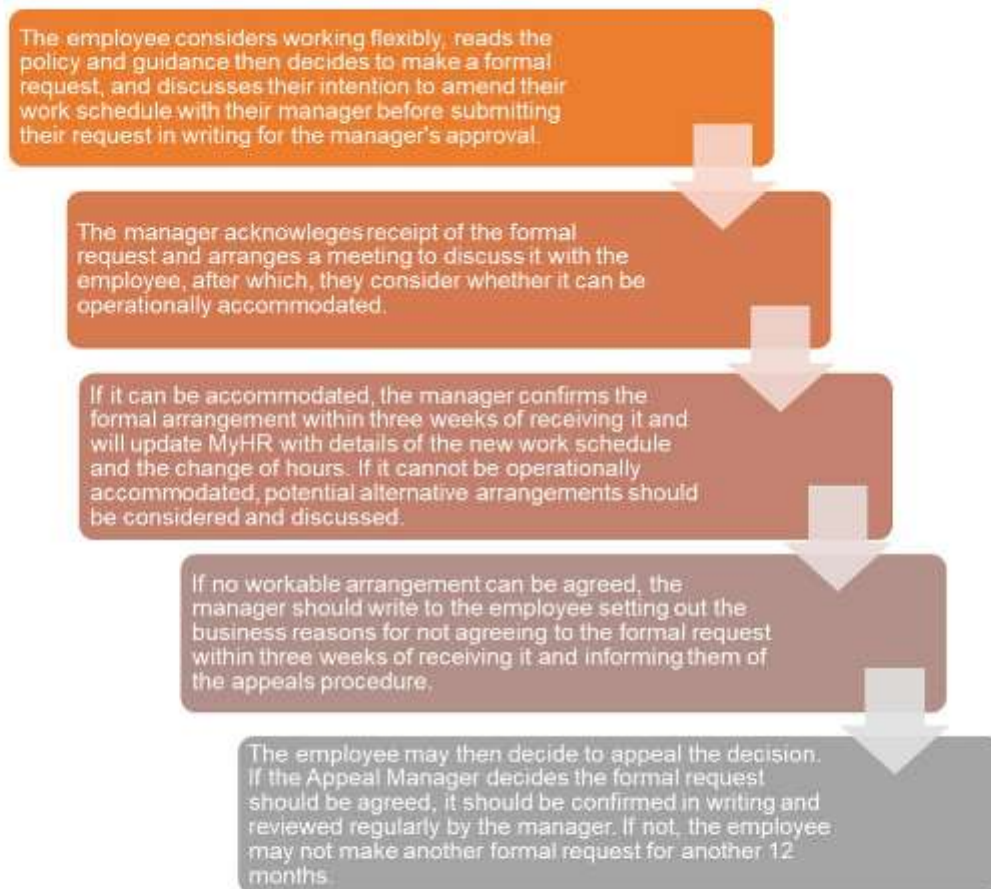 The employee considers working flexibly, reads the
policy and guidance then decides to make a formal
request, and discusses their intention to amend their
work schedule with their manager before submitting
their request in writing for the manager's approval.
The manager acknowleges receipt of the formal
request and arranges a meeting to discuss it with the
employee, after which, they consider whether it can be
operationally accommodated.
If it can be accommodated, the manager confirms the
formal arrangement within three weeks of receiving it and
will update MyHR with details of the new work schedule
and the change of hours. If it cannot be operationally
accommodated, potential alternative arrangements should
be considered and discussed.
If no workable arrangement can be agreed, the
manager should write to the employee setting out the
business reasons for not agreeing to the formal request
within three weeks of receiving it and informing them of
the appeals procedure.
The employee may then decide to appeal the decision.
If the Appeal Manager decides the formal request
should be agreed, it should be confirmed in writing and
reviewed regularly by the manager. If not, the employee
may not make another formal request for another 12
months.